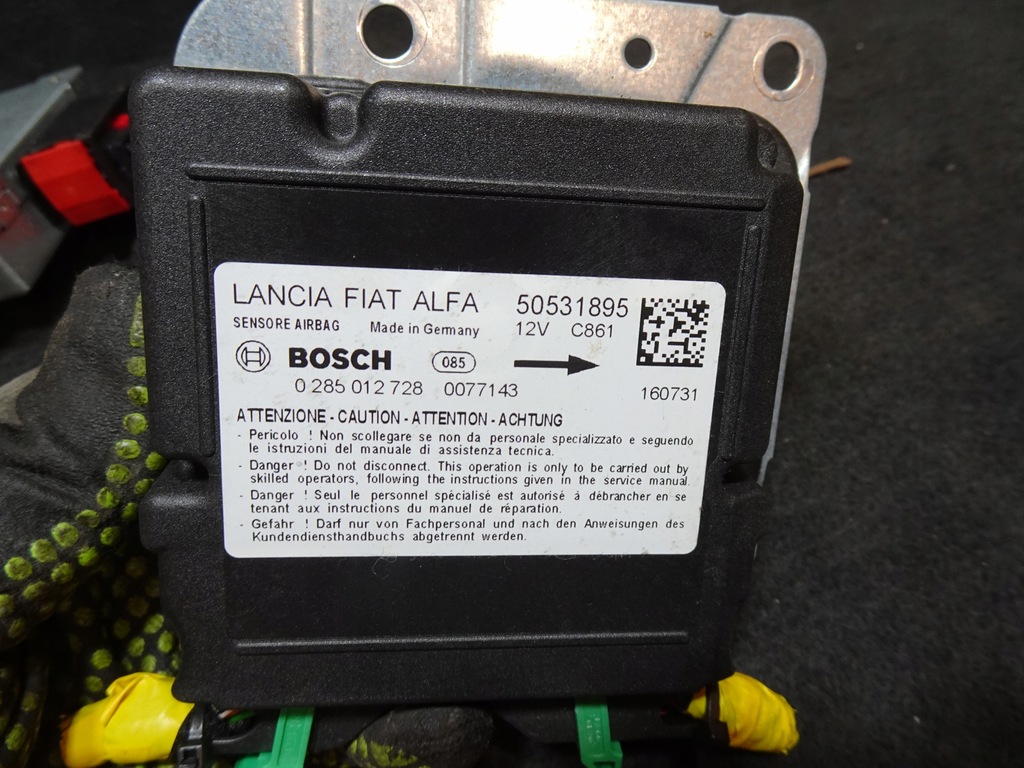 LANCIA FIAT ALFA 50531895
SENSORE AIRBAG Made in Germany 12V C861
BOSCH 085
0 285 012 728 0077143 160731
ATTENZIONE - CAUTION - ATTENTION - ACHTUNG
- Pericolo ! Non scollegare se non da personale specializzato e seguendo
le istruzioni del manuale di assistenza tecnica.
- Danger ! Do not disconnect. This operation is only to be carried out by
skilled operators, following the instructions given in the service manual.
- Danger ! Seul le personnel spécialisé est autorisé à débrancher en se
tenant aux instructions du manuel de réparation.
- Gefahr ! Darf nur von Fachpersonal und nach den Anweisungen des
Kundendiensthandbuchs abgetrennt werden.